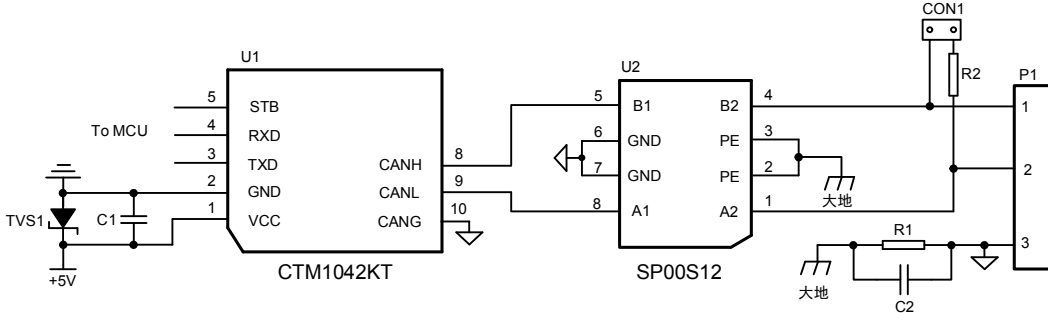 CON1
U1
U2
R2
P1
5 STB
4 RXD
To MCU
3 TXD
2 GND
1 VCC
CANH 8
CANL 9
CANG 10
TVS1
C1
+5V
CTM1042KT
5 B1
6 GND
7 GND
8 A1
B2 4
PE 3
PE 2
A2 1
大地
SP00S12
1
2
3
R1
大地
C2